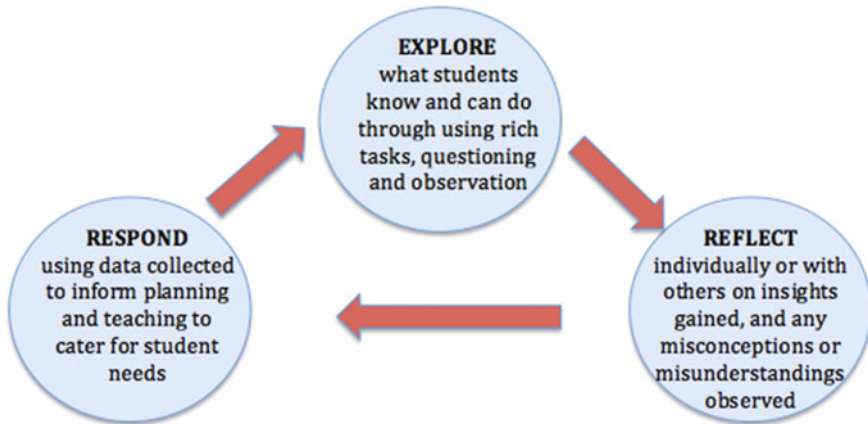 EXPLORE
what students
know and can do
through using rich
tasks, questioning
and observation
RESPOND
using data collected
to inform planning
and teaching to
cater for student
needs
REFLECT
individually or with
others on insights
gained, and any
misconceptions or
misunderstandings
observed